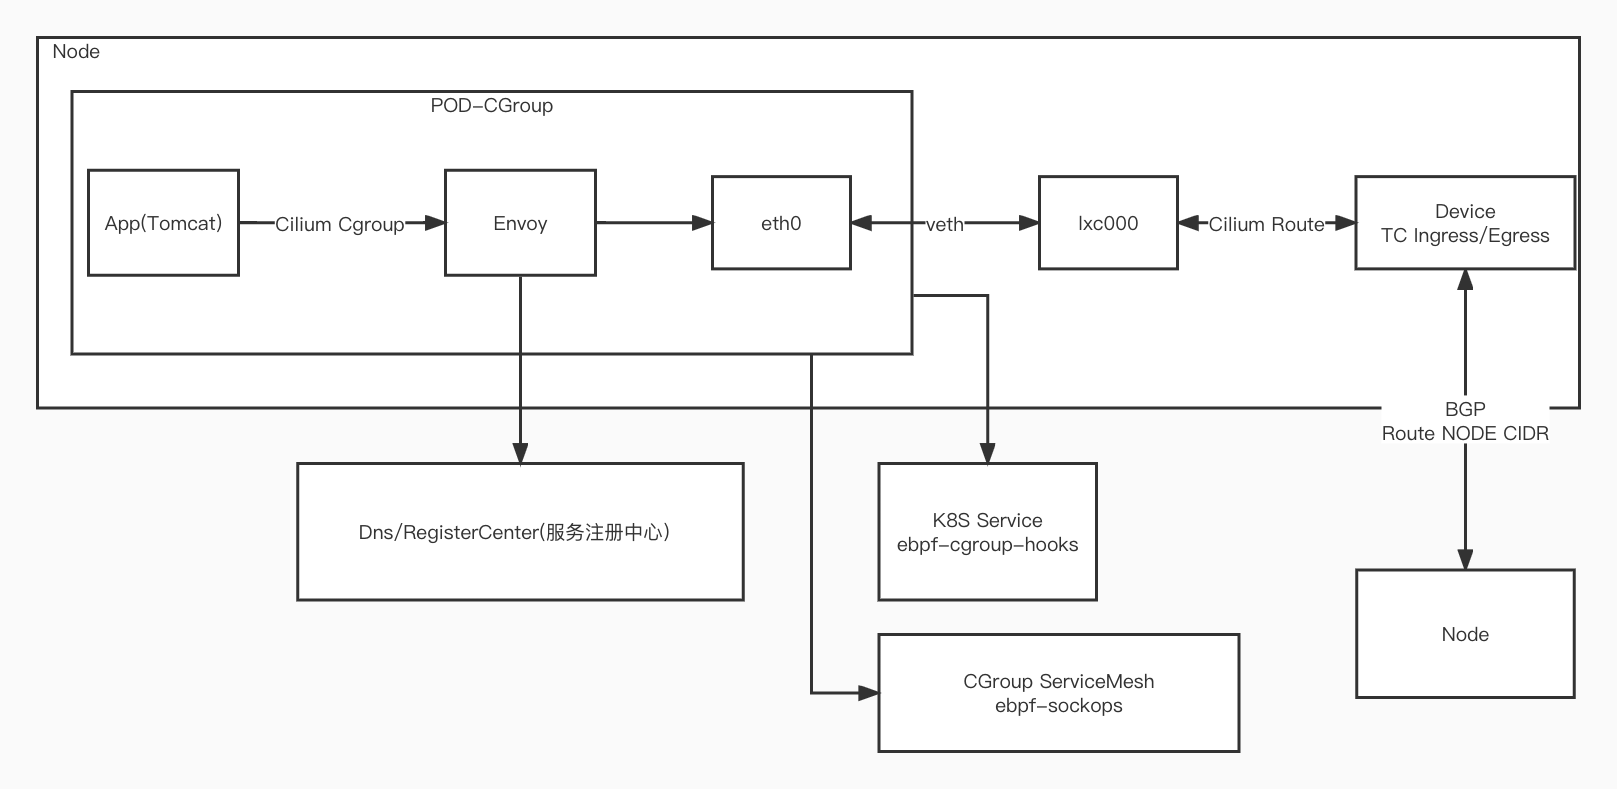 Node
POD-CGroup
App(Tomcat)
Cilium Cgroup
Envoy
eth0
veth
lxc000
Cilium Route
Device
TC Ingress/Egress
BGP
Route NODE CIDR
Dns/RegisterCenter(服务注册中心)
K8S Service
ebpf-cgroup-hooks
Node
CGroup ServiceMesh
ebpf-sockops